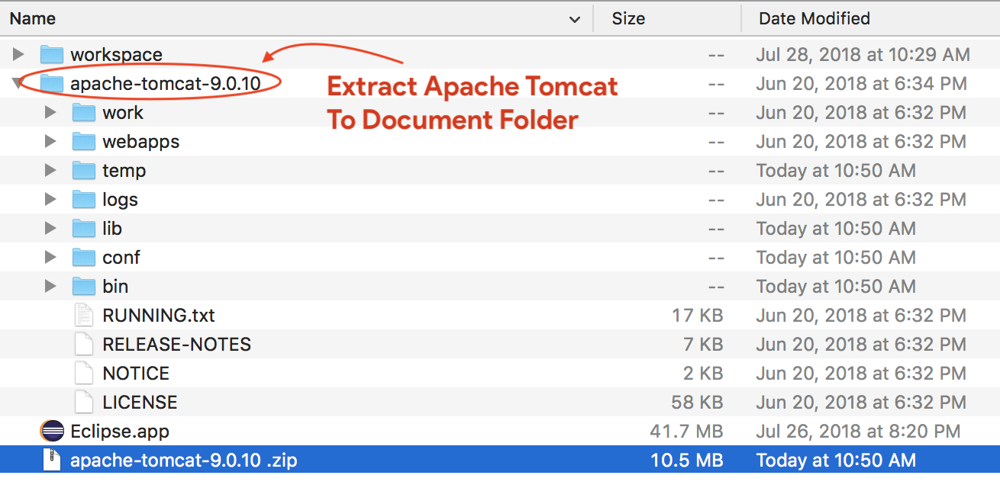 Name Size Date Modified
workspace -- Jul 28, 2018 at 10:29 AM
apache-tomcat-9.0.10 -- Jun 20, 2018 at 6:34 PM
Extract Apache Tomcat
To Document Folder
work -- Jun 20, 2018 at 6:32 PM
webapps -- Jun 20, 2018 at 6:32 PM
temp -- Today at 10:50 AM
logs -- Jun 20, 2018 at 6:32 PM
lib -- Today at 10:50 AM
conf -- Today at 10:50 AM
bin -- Today at 10:50 AM
RUNNING.txt 17 KB Jun 20, 2018 at 6:32 PM
RELEASE-NOTES 7 KB Jun 20, 2018 at 6:32 PM
NOTICE 2 KB Jun 20, 2018 at 6:32 PM
LICENSE 58 KB Jun 20, 2018 at 6:32 PM
Eclipse.app 41.7 MB Jul 26, 2018 at 8:20 PM
apache-tomcat-9.0.10 .zip 10.5 MB Today at 10:50 AM